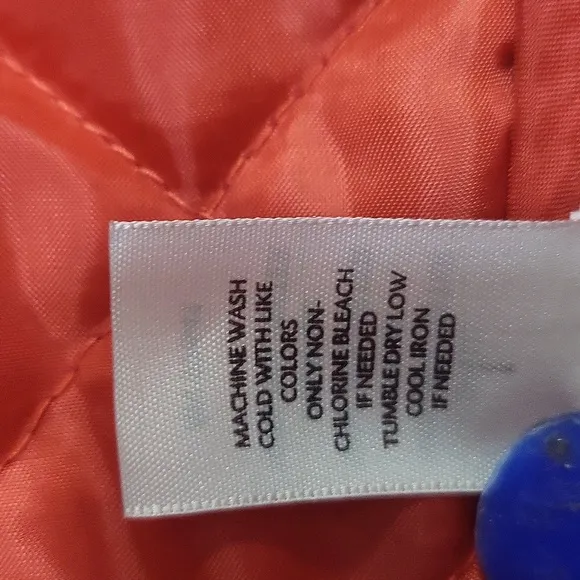 MACHINE WASH
COLD WITH LIKE
COLORS
ONLY NON-
CHLORINE BLEACH
IF NEEDED
TUMBLE DRY LOW
COOL IRON
IF NEEDED